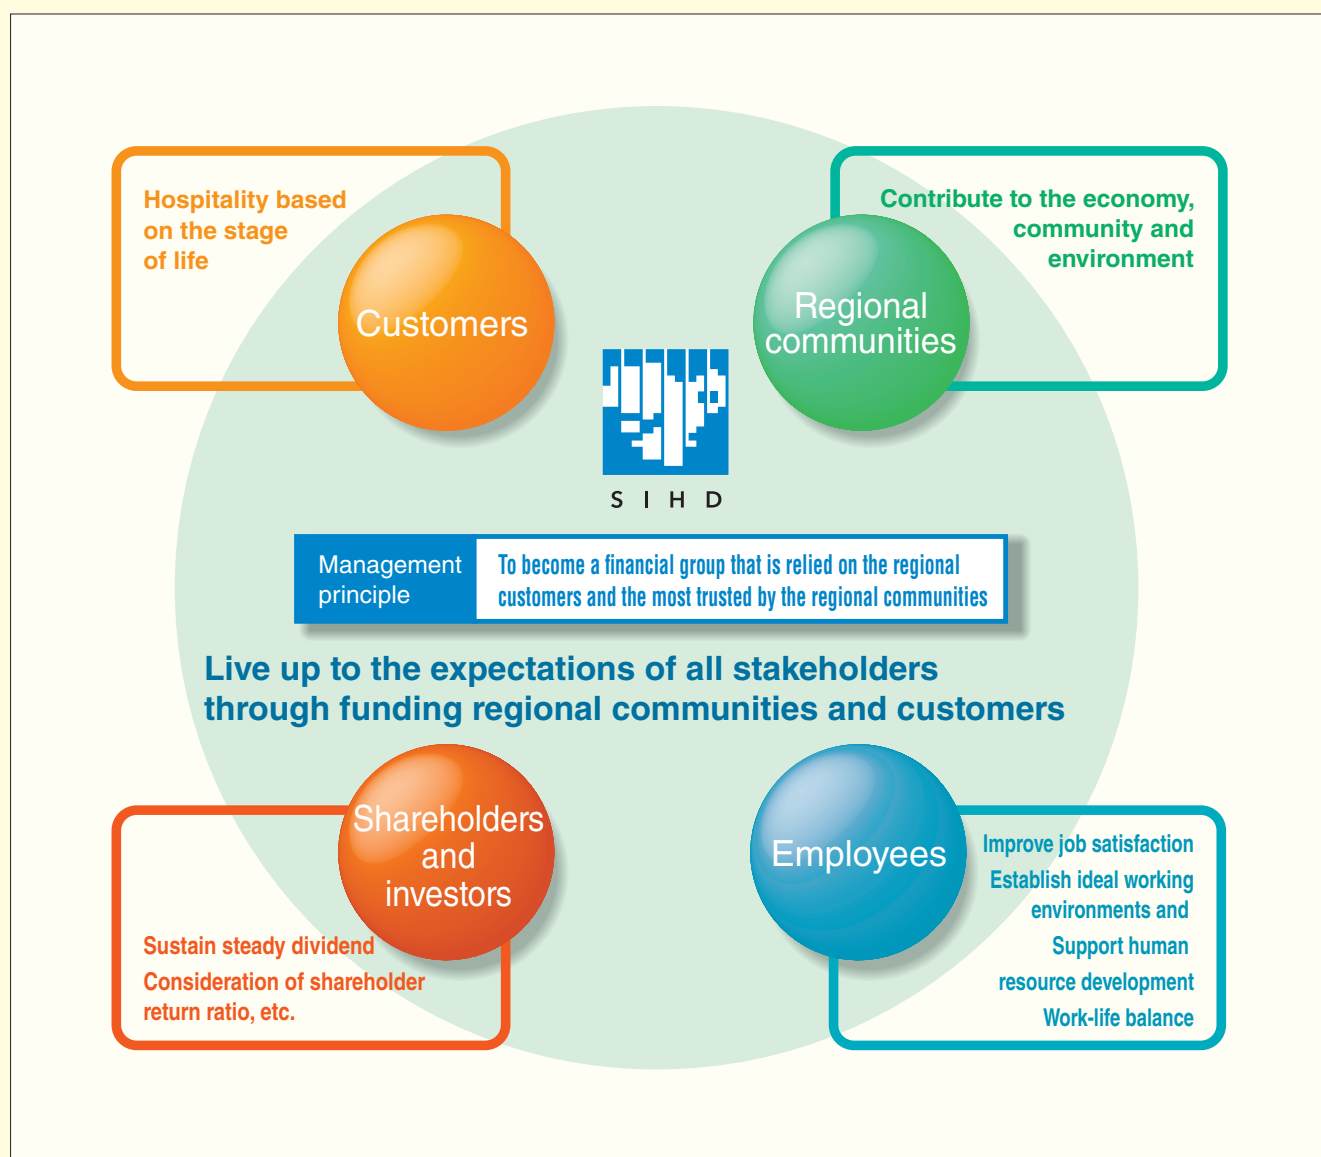 Hospitality based
on the stage
of life
Customers
Contribute to the economy,
community and
environment
Regional
communities
SIHD
Management
principle
To become a financial group that is relied on the regional
customers and the most trusted by the regional communities
Live up to the expectations of all stakeholders
through funding regional communities and customers
Shareholders
and
investors
Sustain steady dividend
Consideration of shareholder
return ratio, etc.
Employees
Improve job satisfaction
Establish ideal working
environments and
Support human
resource development
Work-life balance